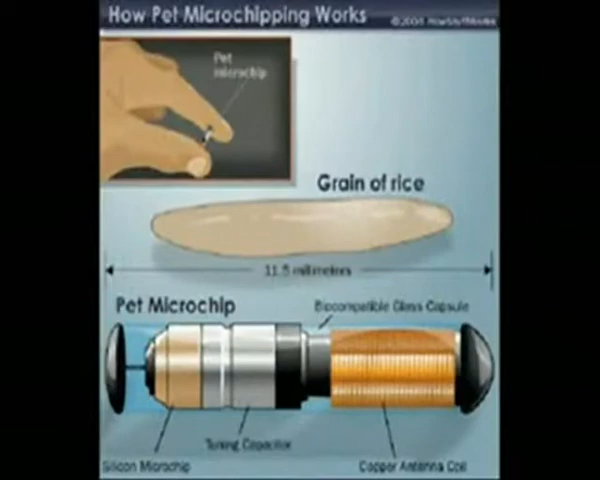 How Pet Microchipping Works
©2004 HowStuffWorks
Pet
microchip
Grain of rice
11.5 millimeters
Pet Microchip
Biocompatible Glass Capsule
Tuning Capacitor
Silicon Microchip
Copper Antenna Coil